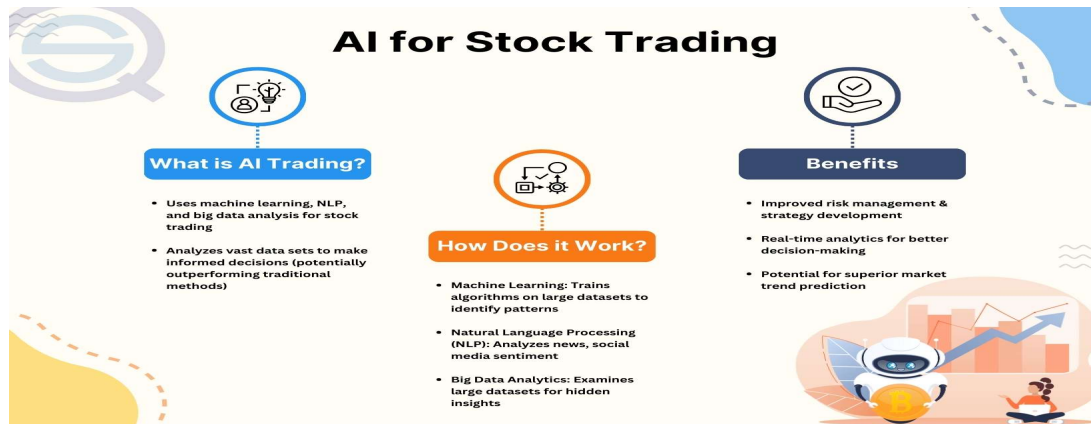 AI for Stock Trading
What is AI Trading?
• Uses machine learning, NLP,
and big data analysis for stock
trading
• Analyzes vast data sets to make
informed decisions (potentially
outperforming traditional
methods)
How Does it Work?
• Machine Learning: Trains
algorithms on large datasets to
identify patterns
• Natural Language Processing
(NLP): Analyzes news, social
media sentiment
• Big Data Analytics: Examines
large datasets for hidden
insights
Benefits
• Improved risk management &
strategy development
• Real-time analytics for better
decision-making
• Potential for superior market
trend prediction